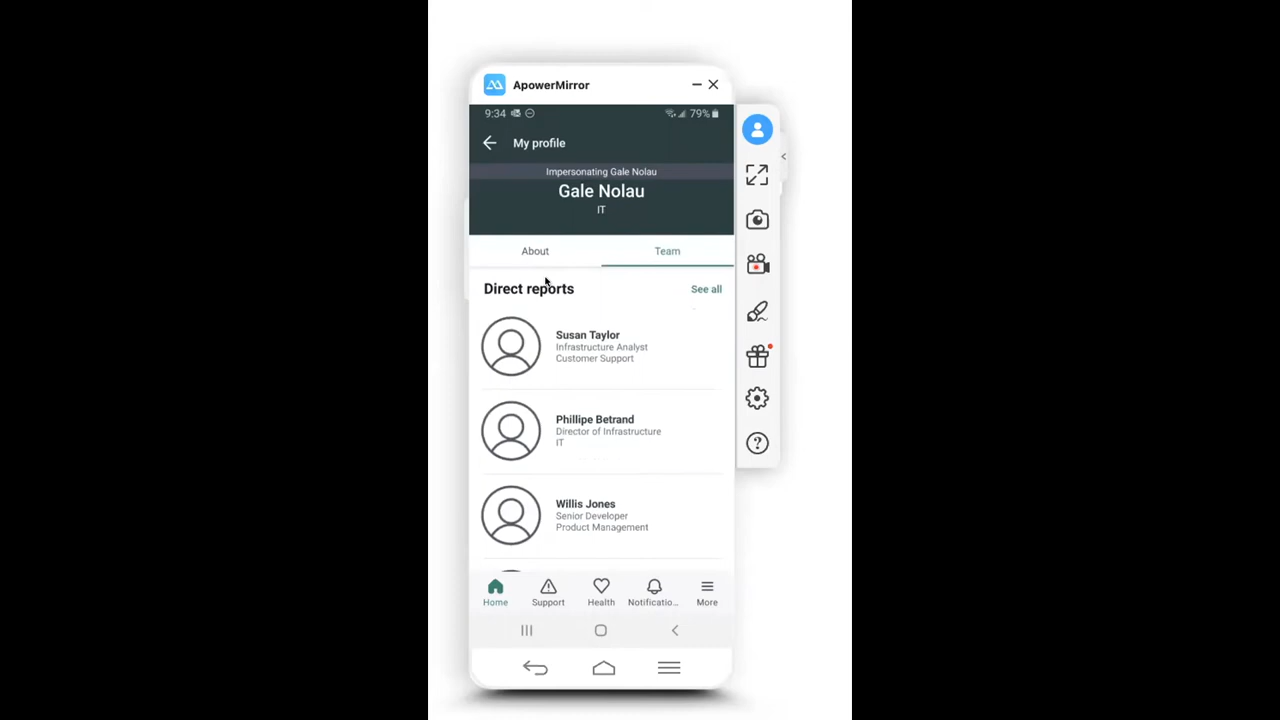 ApowerMirror
9:34 79%
My profile
Impersonating Gale Nolau
Gale Nolau
IT
About Team
Direct reports See all
Susan Taylor
Infrastructure Analyst
Customer Support
Phillipe Betrand
Director of Infrastructure
IT
Willis Jones
Senior Developer
Product Management
Home Support Health Notificatio... More